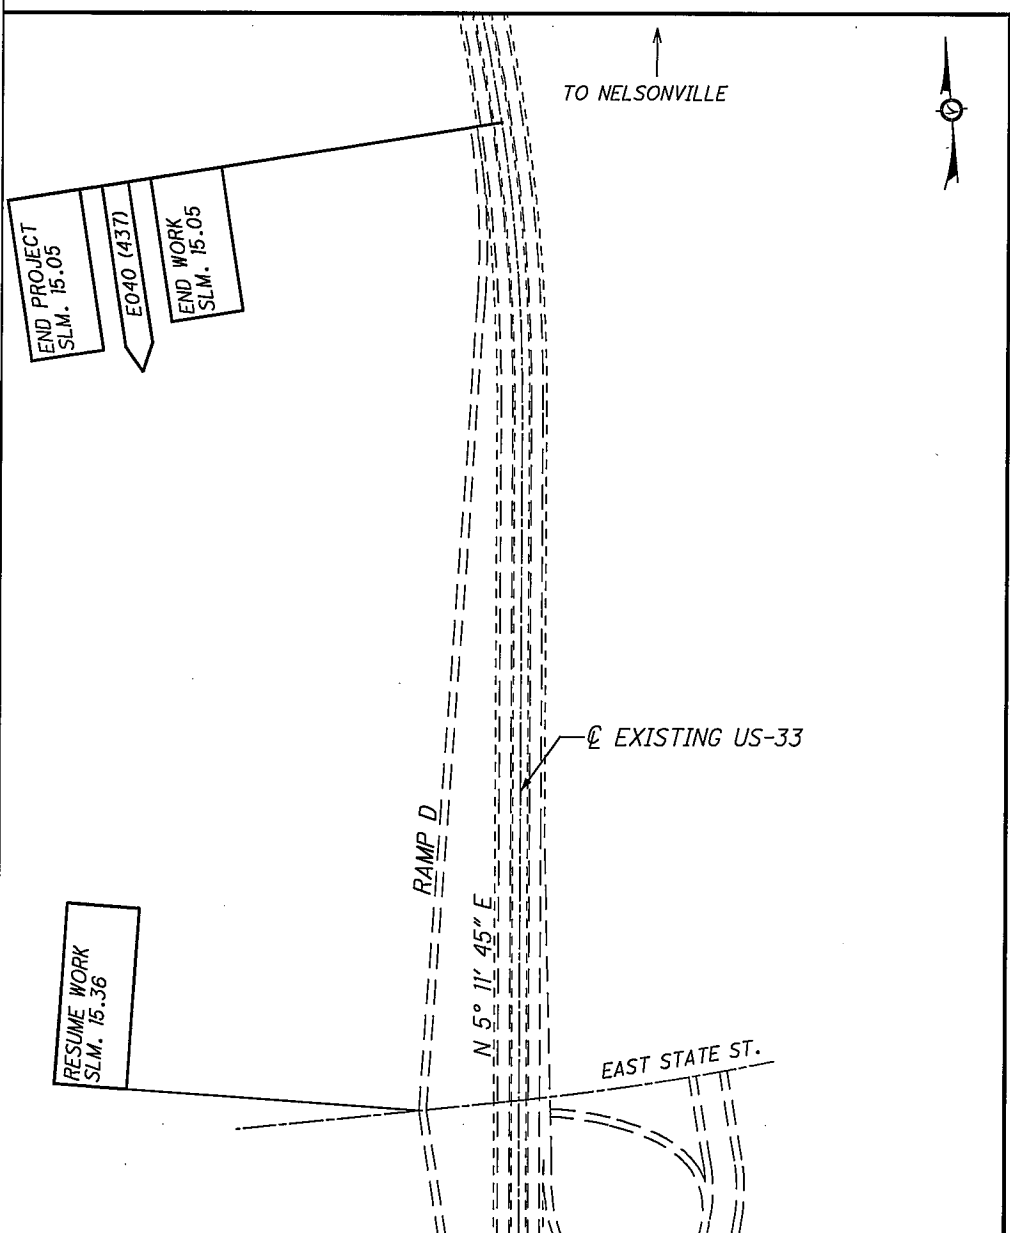 TO NELSONVILLE
END PROJECT
SLM. 15.05
E040 (437)
END WORK
SLM. 15.05
℄ EXISTING US-33
RAMP D
N 5° 11' 45" E
RESUME WORK
SLM. 15.36
EAST STATE ST.